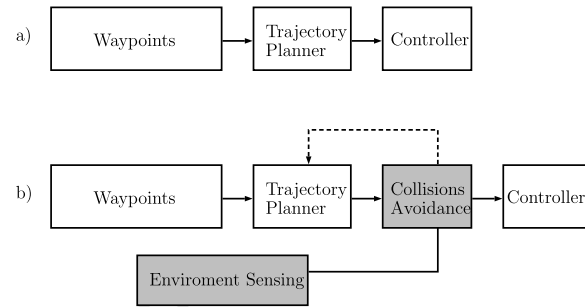 a)
Waypoints
Trajectory
Planner
Controller
b)
Waypoints
Trajectory
Planner
Collisions
Avoidance
Controller
Enviroment Sensing